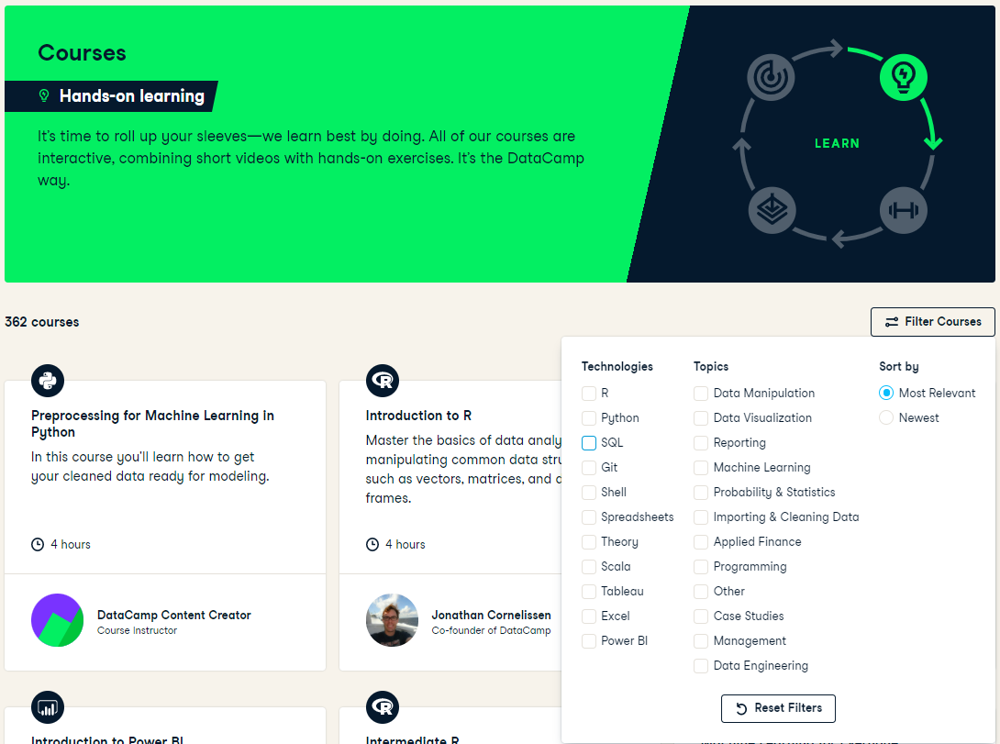 Courses
Hands-on learning
It's time to roll up your sleeves—we learn best by doing. All of our courses are
interactive, combining short videos with hands-on exercises. It's the DataCamp
way.
LEARN
362 courses
Filter Courses
Technologies
R
Python
SQL
Git
Shell
Spreadsheets
Theory
Scala
Tableau
Excel
Power BI
Topics
Data Manipulation
Data Visualization
Reporting
Machine Learning
Probability & Statistics
Importing & Cleaning Data
Applied Finance
Programming
Other
Case Studies
Management
Data Engineering
Sort by
Most Relevant
Newest
Reset Filters
Preprocessing for Machine Learning in
Python
In this course you'll learn how to get
your cleaned data ready for modeling.
4 hours
DataCamp Content Creator
Course Instructor
Introduction to R
Master the basics of data analy
manipulating common data stru
such as vectors, matrices, and
frames.
4 hours
Jonathan Cornelissen
Co-founder of DataCamp
Introduction to Power BI
Intermediate R